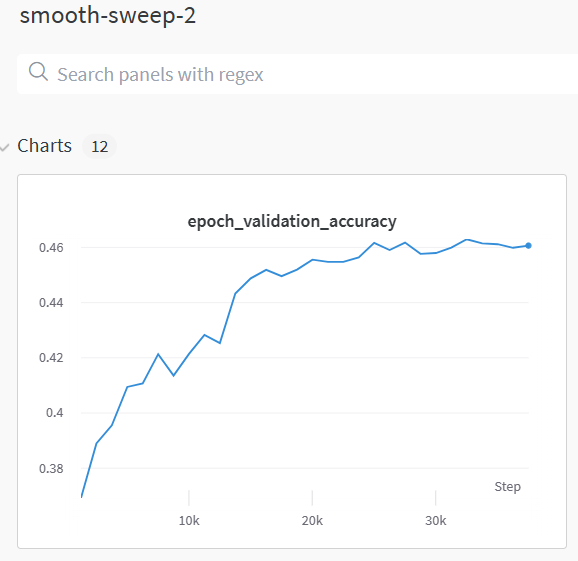 smooth-sweep-2
Search panels with regex
Charts 12
epoch_validation_accuracy
0.46
0.44
0.42
0.4
0.38
Step
10k 20k 30k